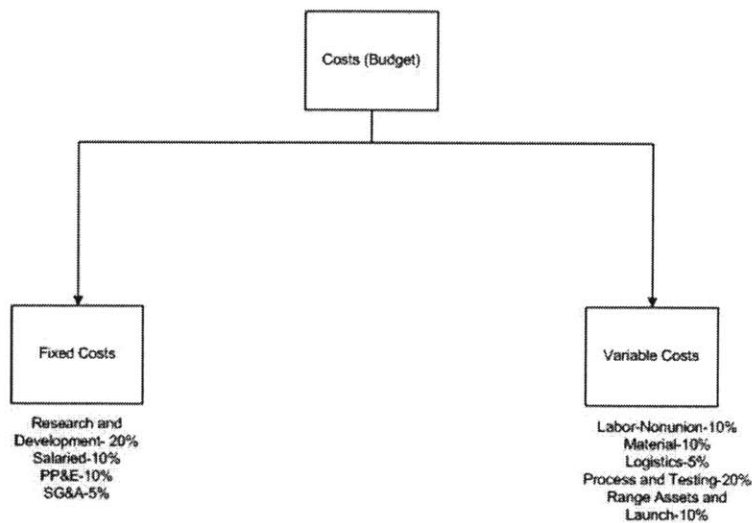 Costs (Budget)
Fixed Costs
Research and
Development- 20%
Salaried-10%
PP&E-10%
SG&A-5%
Variable Costs
Labor-Nonunion-10%
Material-10%
Logistics-5%
Process and Testing-20%
Range Assets and
Launch-10%